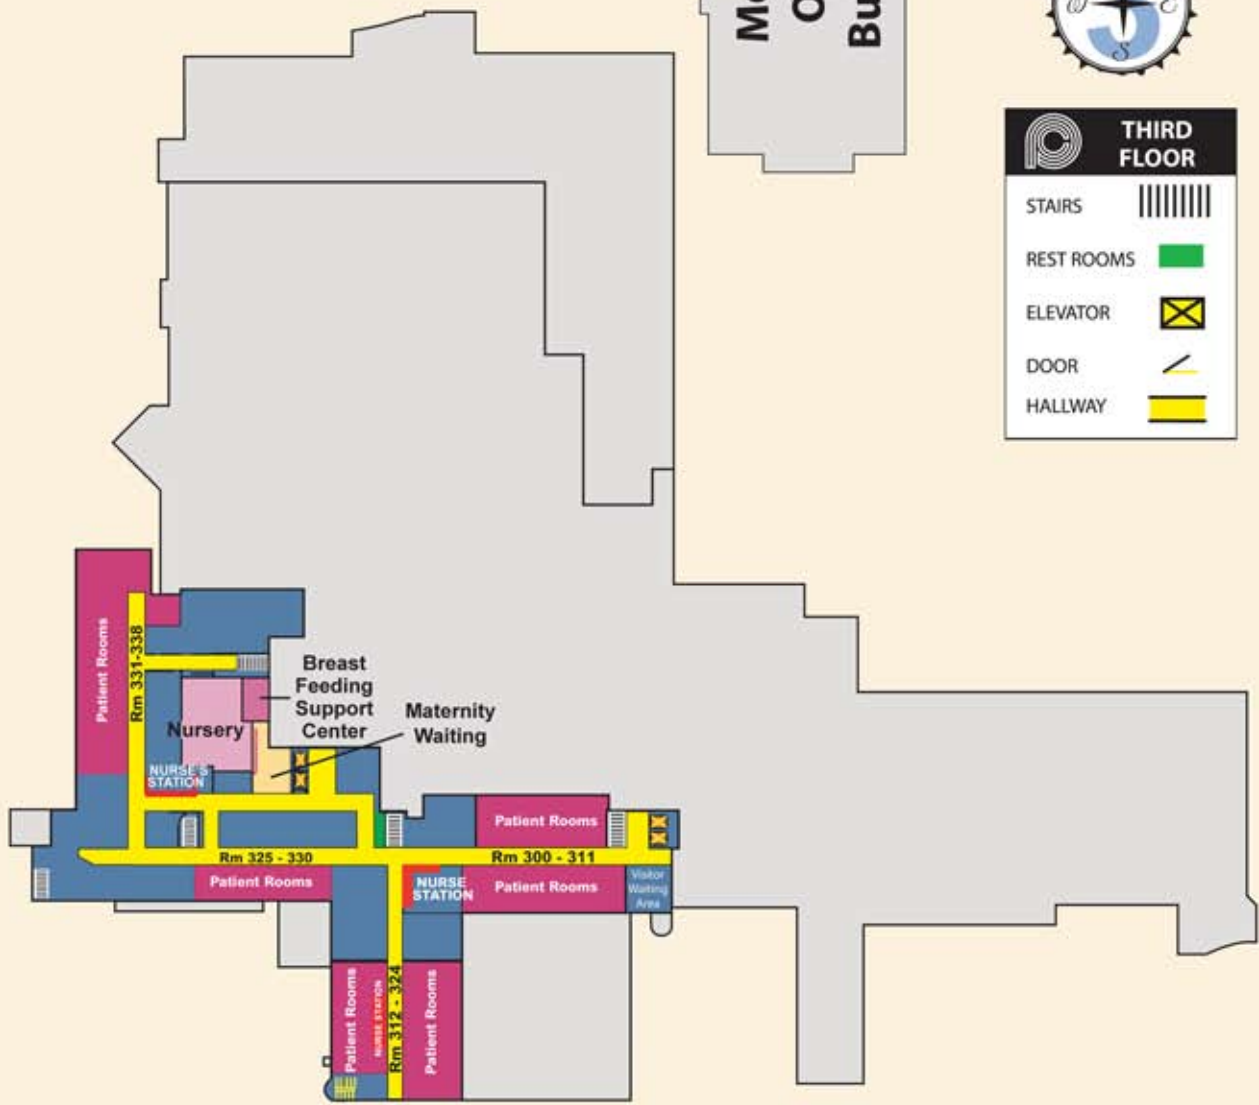 Me
O
Bu
S
THIRD
FLOOR
STAIRS
REST ROOMS
ELEVATOR
DOOR
HALLWAY
Patient Rooms
Rm 331-338
Breast
Feeding
Support
Center
Maternity
Waiting
Nursery
NURSE'S
STATION
Patient Rooms
Rm 325 - 330
Rm 300 - 311
Patient Rooms
NURSE
STATION
Patient Rooms
Visitor
Waiting
Area
Patient Rooms
NURSE STATION
Rm 312 - 324
Patient Rooms